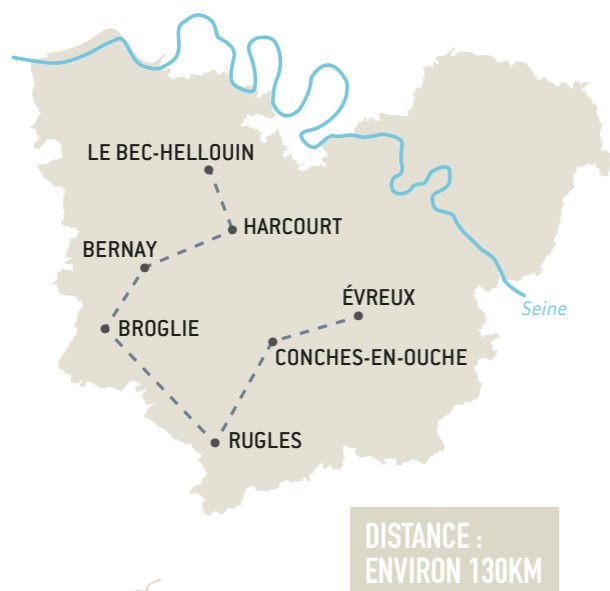 LE BEC-HELLOUIN
HARCOURT
BERNAY
ÉVREUX
Seine
BROGLIE
CONCHES-EN-OUCHE
RUGLES
DISTANCE :
ENVIRON 130KM